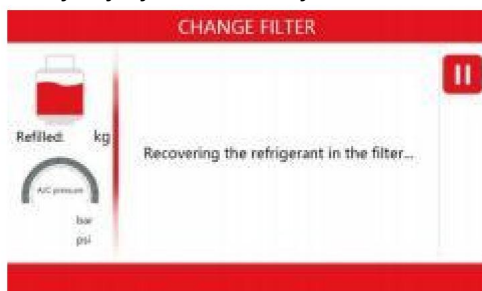 CHANGE FILTER
Refilled: kg
Recovering the refrigerant in the filter...
A/C pressure
bar
psi